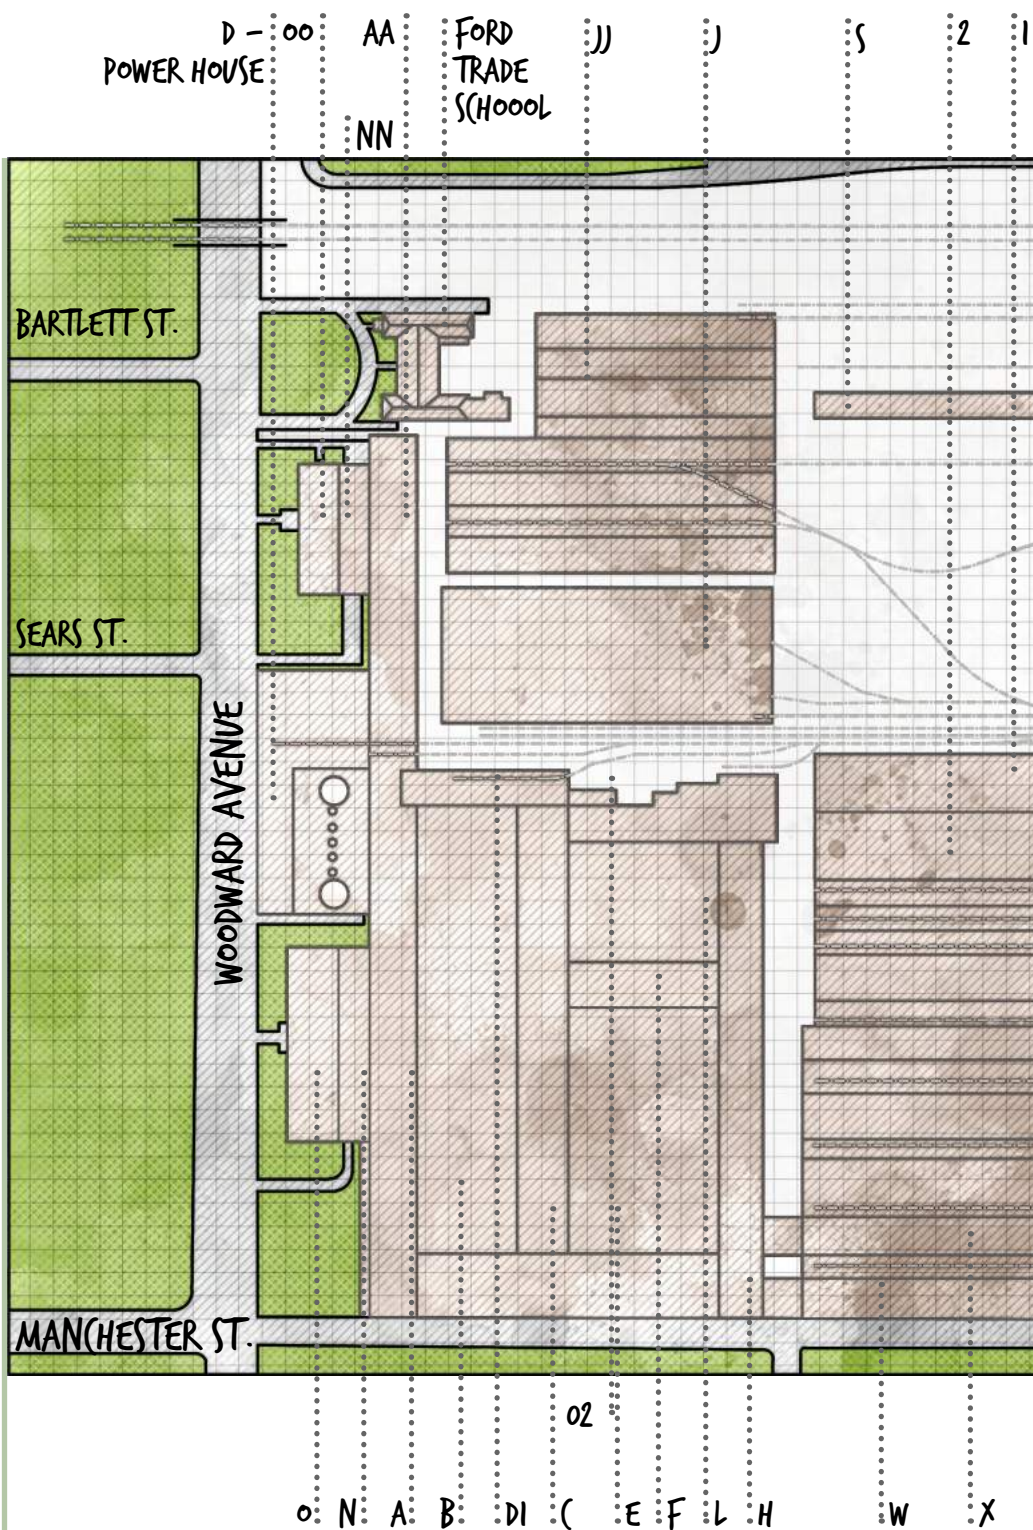 D - 00 AA FORD JJ J S 2 1
POWER HOUSE TRADE
SCHOOOL
NN
BARTLETT ST.
SEARS ST.
WOODWARD AVENUE
MANCHESTER ST.
02
O N A B D1 C E F L H W X